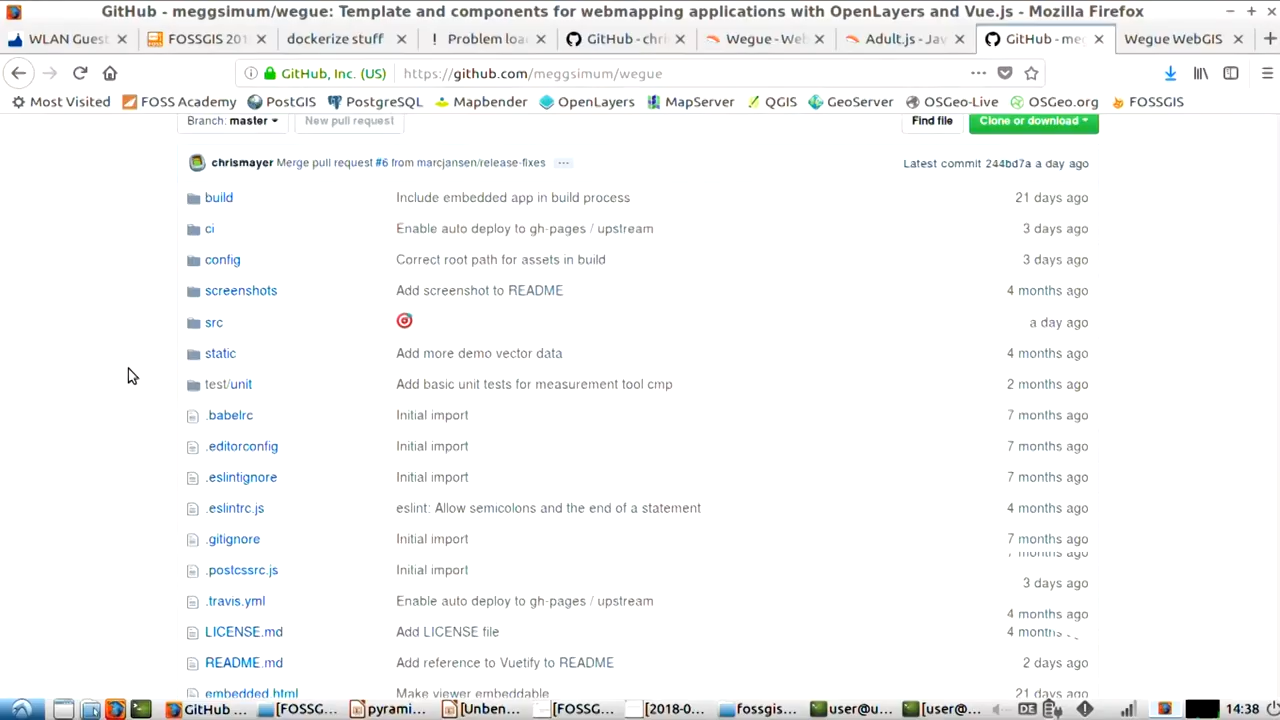 GitHub - meggsimum/wegue: Template and components for webmapping applications with OpenLayers and Vue.js - Mozilla Firefox
WLAN Guest FOSSGIS 201 dockerize stuff ! Problem loa GitHub - chri Wegue - Web Adult.js - Jav GitHub - meg Wegue WebGIS
GitHub, Inc. (US) https://github.com/meggsimum/wegue
Most Visited FOSS Academy PostGIS PostgreSQL Mapbender OpenLayers MapServer QGIS GeoServer OSGeo-Live OSGeo.org FOSSGIS
Branch: master New pull request Find file Clone or download
chrismayer Merge pull request #6 from marcjansen/release-fixes ... Latest commit 244bd7a a day ago
build Include embedded app in build process 21 days ago
ci Enable auto deploy to gh-pages / upstream 3 days ago
config Correct root path for assets in build 3 days ago
screenshots Add screenshot to README 4 months ago
src a day ago
static Add more demo vector data 4 months ago
test/unit Add basic unit tests for measurement tool cmp 2 months ago
.babelrc Initial import 7 months ago
.editorconfig Initial import 7 months ago
.eslintignore Initial import 7 months ago
.eslintrc.js eslint: Allow semicolons and the end of a statement 4 months ago
.gitignore Initial import 7 months ago
.postcssrc.js Initial import 7 months ago
3 days ago
.travis.yml Enable auto deploy to gh-pages / upstream 4 months ago
LICENSE.md Add LICENSE file 4 months
README.md Add reference to Vuetify to README 2 days ago
embedded.html Make viewer embeddable 21 days ago
GitHub ... [FOSSG... pyrami... [Unben... [FOSSG... [2018-0... fossgis... user@u... [user@... DE 14:38